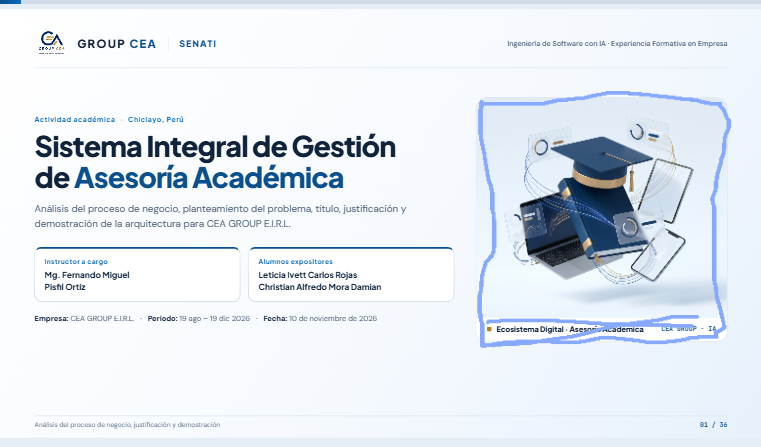 GROUP CEA
SENATI
Ingeniería de Software con IA · Experiencia Formativa en Empresa
Actividad académica · Chiclayo, Perú
Sistema Integral de Gestión
de Asesoría Académica
Análisis del proceso de negocio, planteamiento del problema, título, justificación y
demostración de la arquitectura para CEA GROUP E.I.R.L.
Instructor a cargo
Mg. Fernando Miguel
Pisfil Ortiz
Alumnos expositores
Leticia Ivett Carlos Rojas
Christian Alfredo Mora Damian
Empresa: CEA GROUP E.I.R.L. · Periodo: 19 ago – 19 dic 2026 · Fecha: 10 de noviembre de 2026
Ecosistema Digital · Asesoría Académica
CEA GROUP · IA
Análisis del proceso de negocio, justificación y demostración
01 / 36